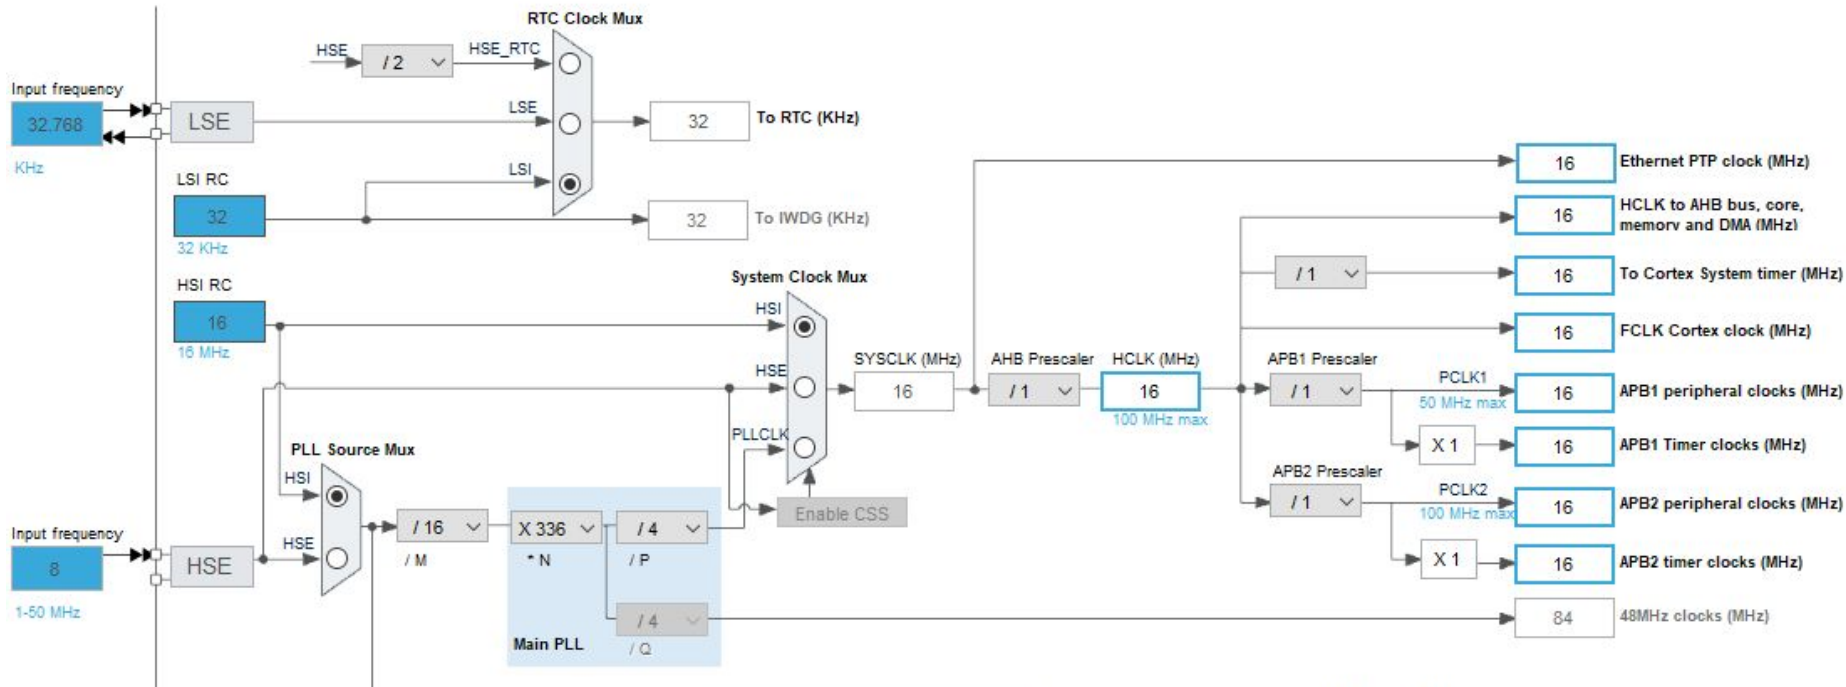 RTC Clock Mux
HSE
/ 2
HSE_RTC
Input frequency
32.768
KHz
LSE
LSE
32
To RTC (KHz)
LSI RC
32
32 KHz
LSI
32
To IWDG (KHz)
HSI RC
16
16 MHz
System Clock Mux
HSI
HSE
PLLCLK
SYSCLK (MHz)
16
AHB Prescaler
/ 1
HCLK (MHz)
16
100 MHz max
16
Ethernet PTP clock (MHz)
16
HCLK to AHB bus, core,
memory and DMA (MHz)
/ 1
16
To Cortex System timer (MHz)
16
FCLK Cortex clock (MHz)
APB1 Prescaler
/ 1
PCLK1
50 MHz max
16
APB1 peripheral clocks (MHz)
X 1
16
APB1 Timer clocks (MHz)
APB2 Prescaler
/ 1
PCLK2
100 MHz max
16
APB2 peripheral clocks (MHz)
X 1
16
APB2 timer clocks (MHz)
PLL Source Mux
HSI
HSE
Input frequency
8
1-50 MHz
HSE
/ 16
/ M
X 336
* N
/ 4
/ P
/ 4
/ Q
Main PLL
Enable CSS
84
48MHz clocks (MHz)